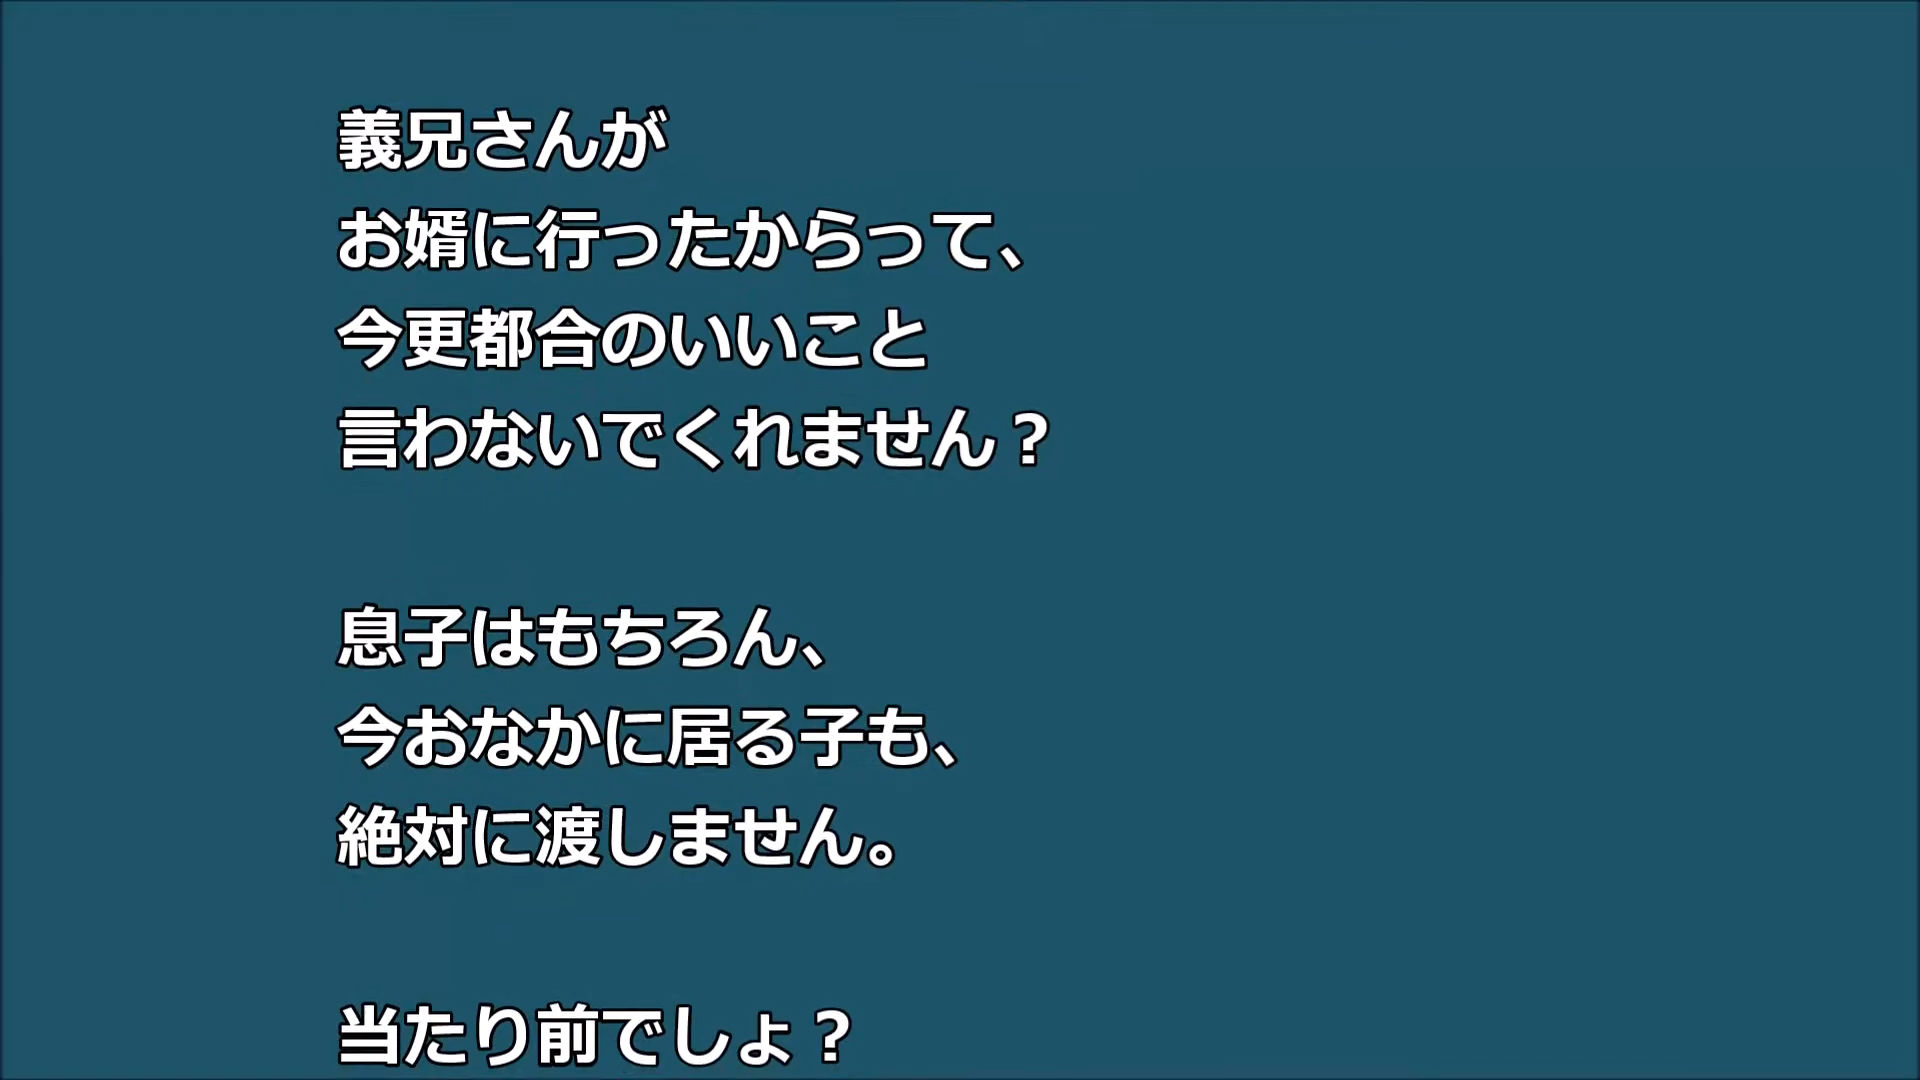 義兄さんが
お婿に行ったからって、
今更都合のいいこと
言わないでくれません？
息子はもちろん、
今おなかに居る子も、
絶対に渡しません。
当たり前でしょ？